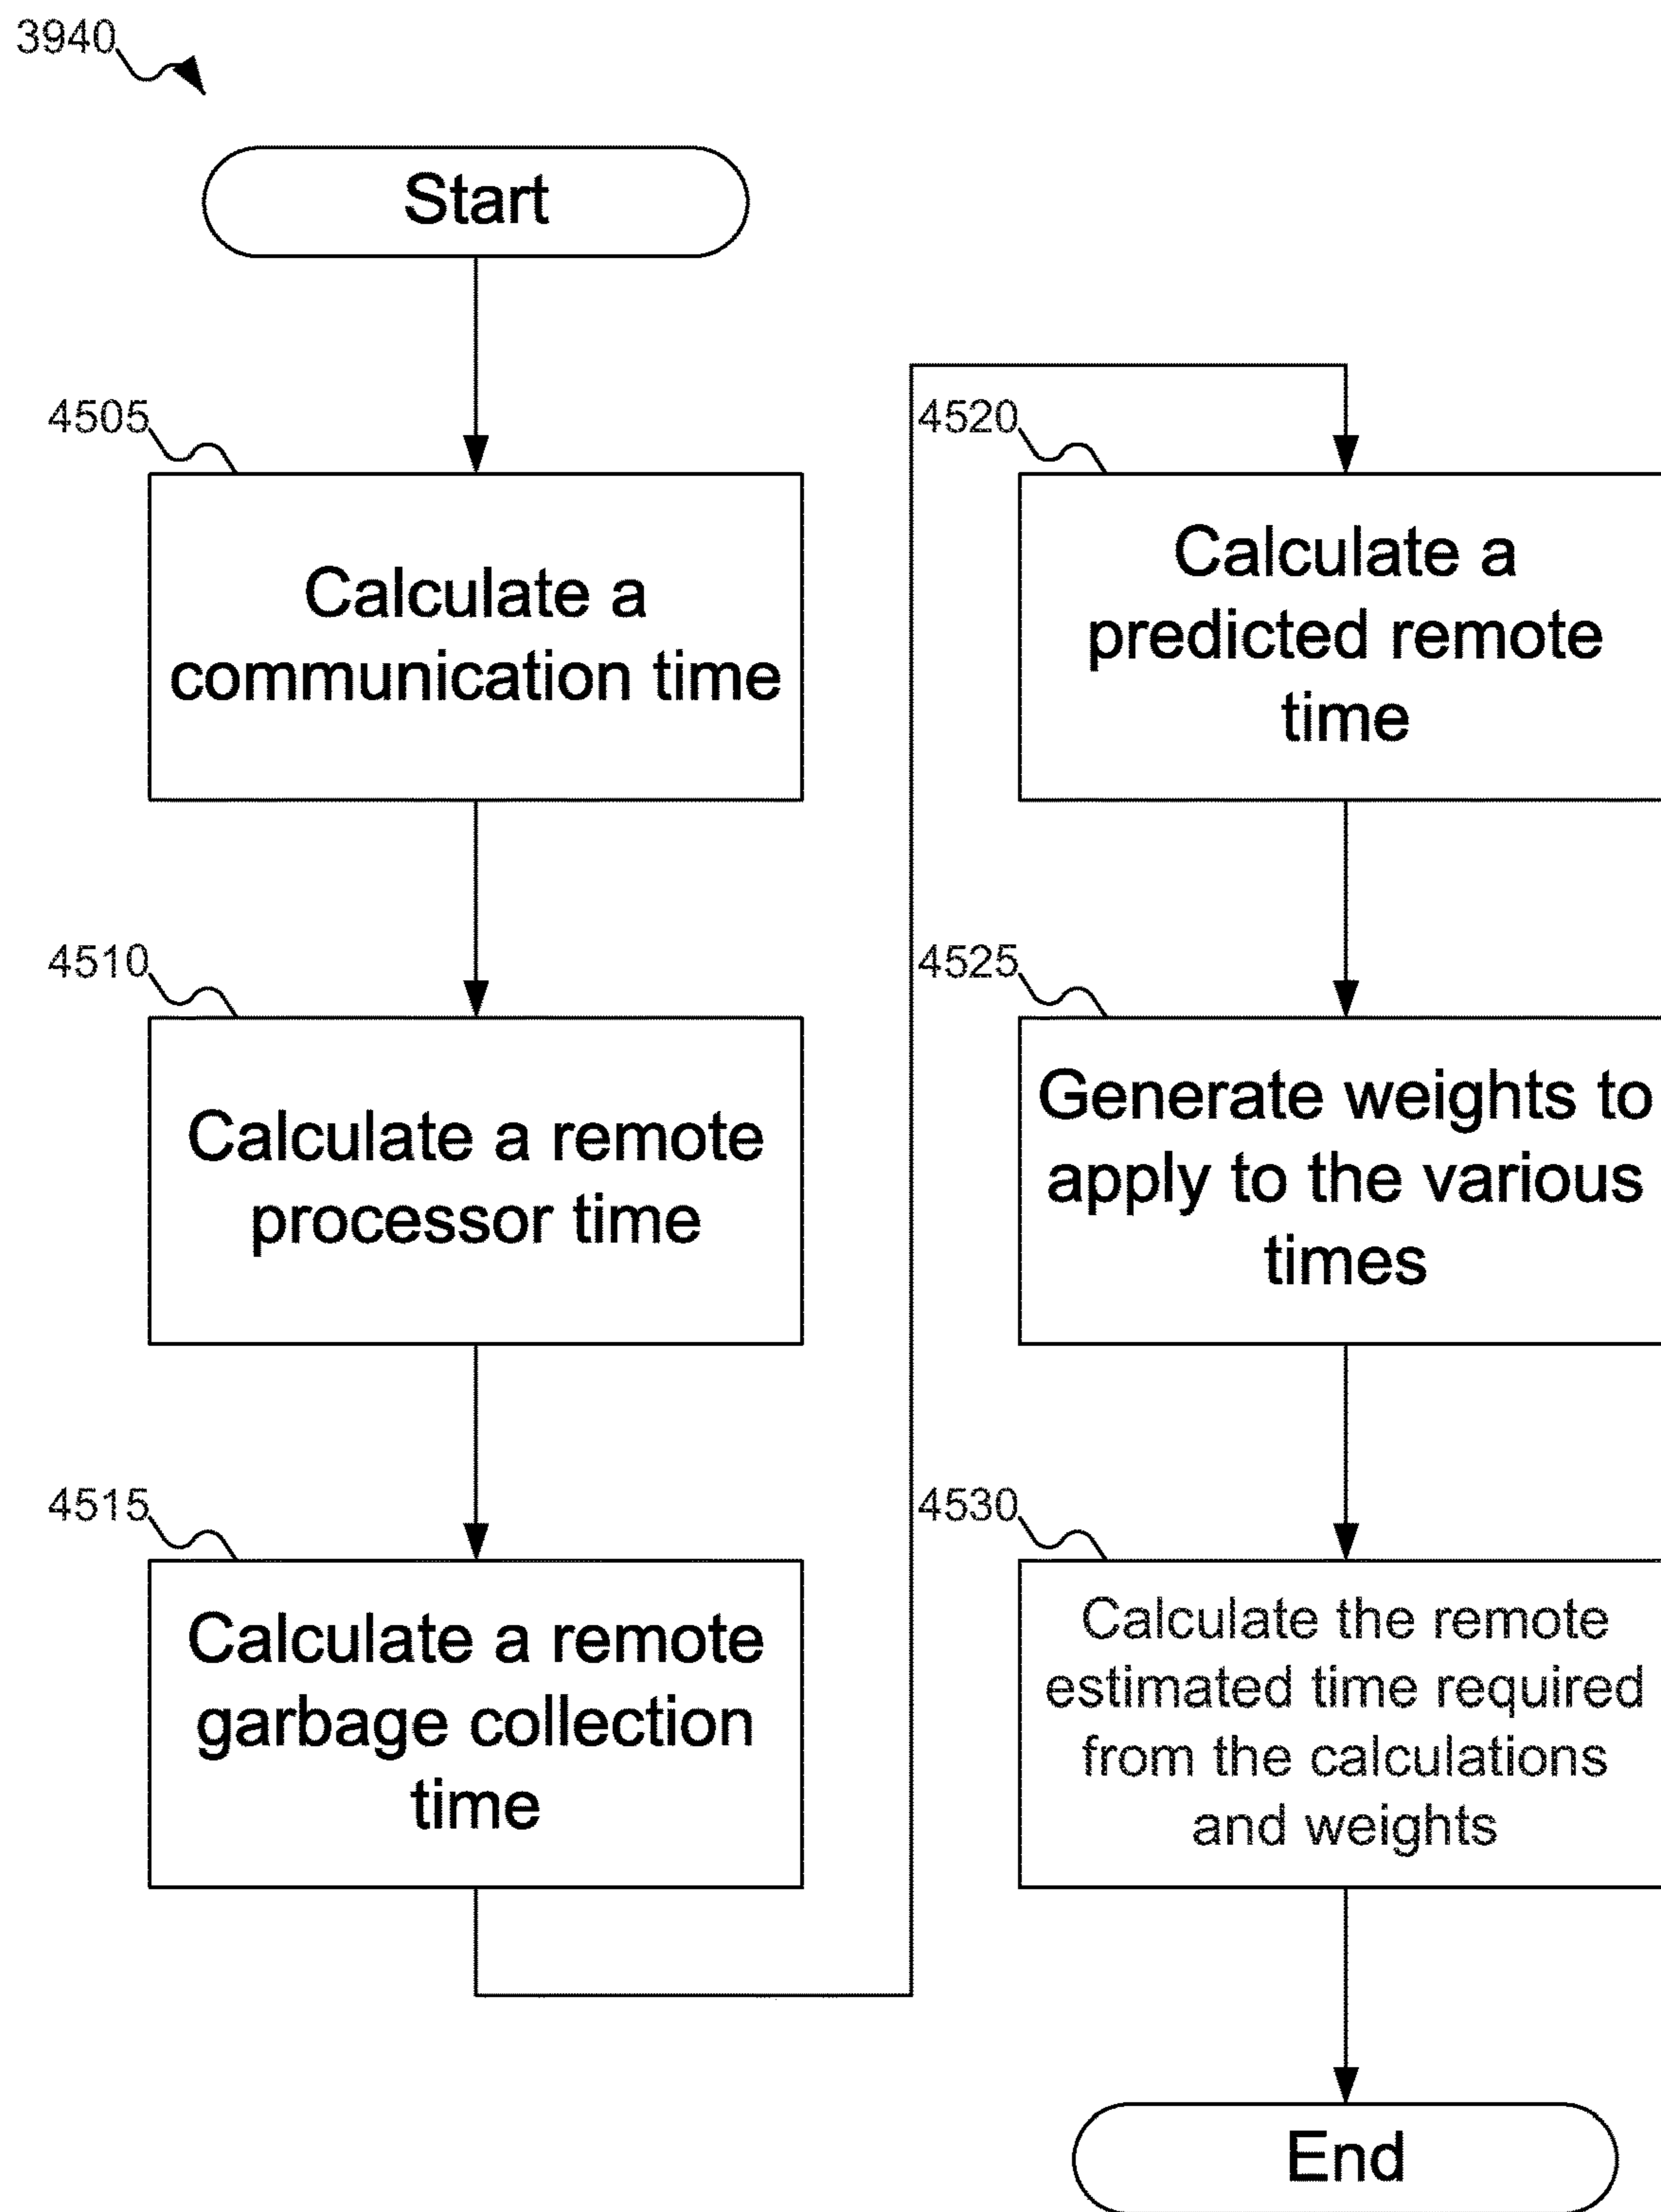 3940
Start
4505
Calculate a
communication time
4510
Calculate a remote
processor time
4515
Calculate a remote
garbage collection
time
4520
Calculate a
predicted remote
time
4525
Generate weights to
apply to the various
times
4530
Calculate the remote
estimated time required
from the calculations
and weights
End